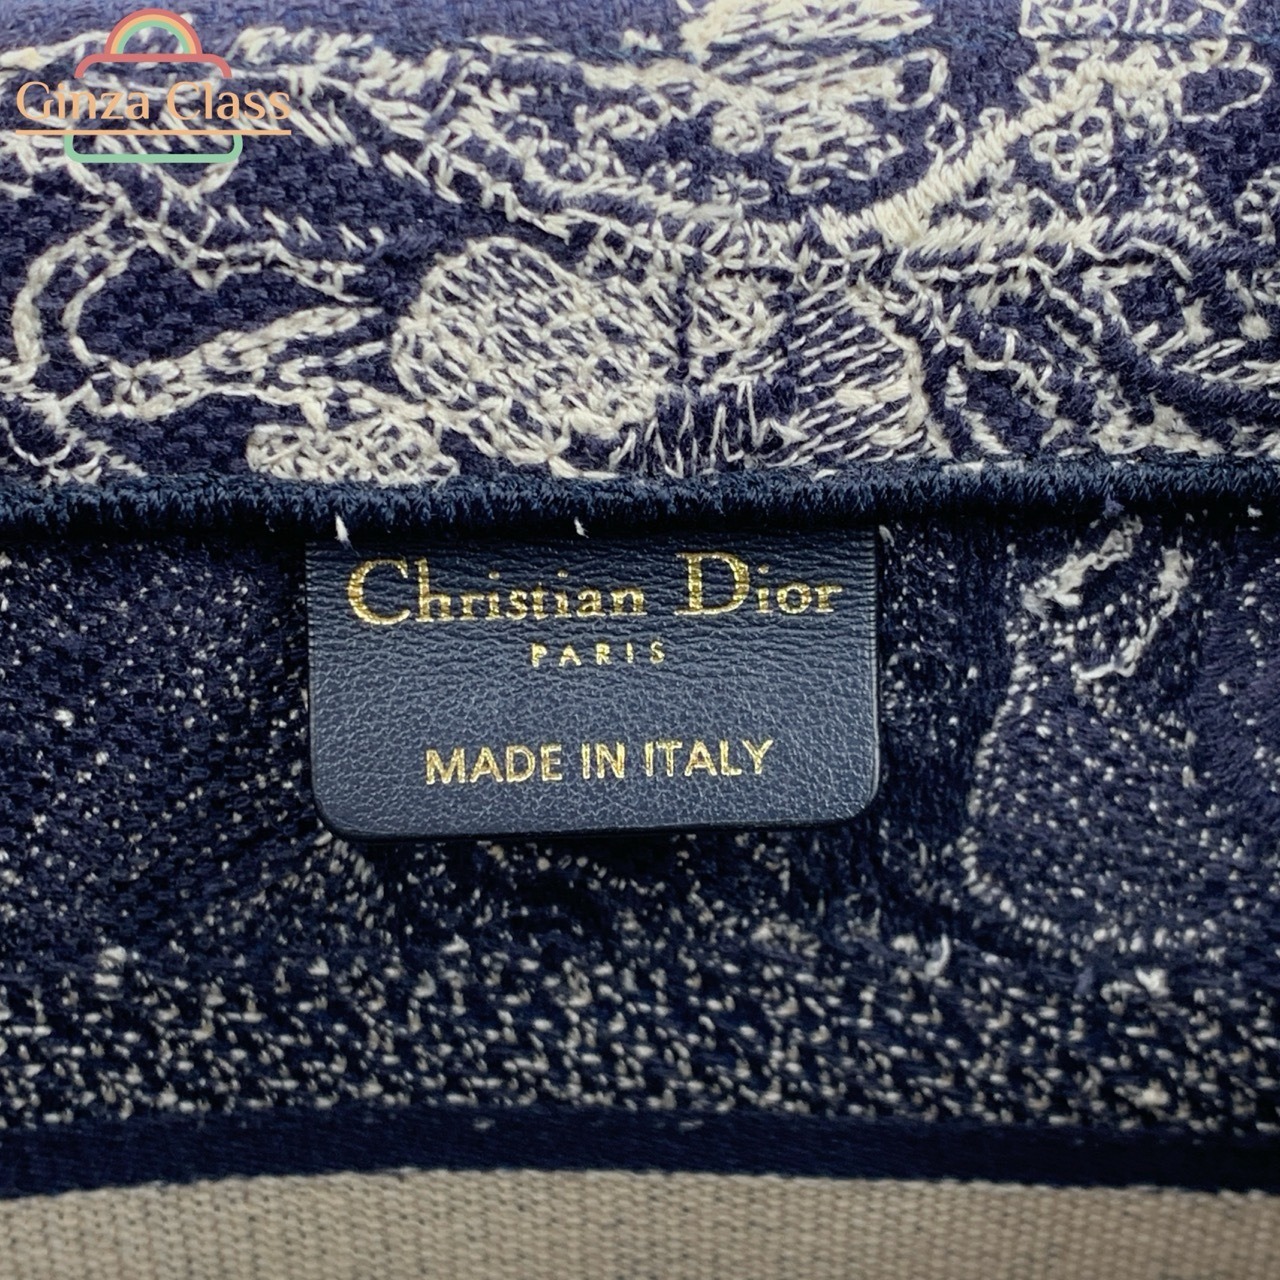 Ginza Class
Christian Dior
PARIS
MADE IN ITALY